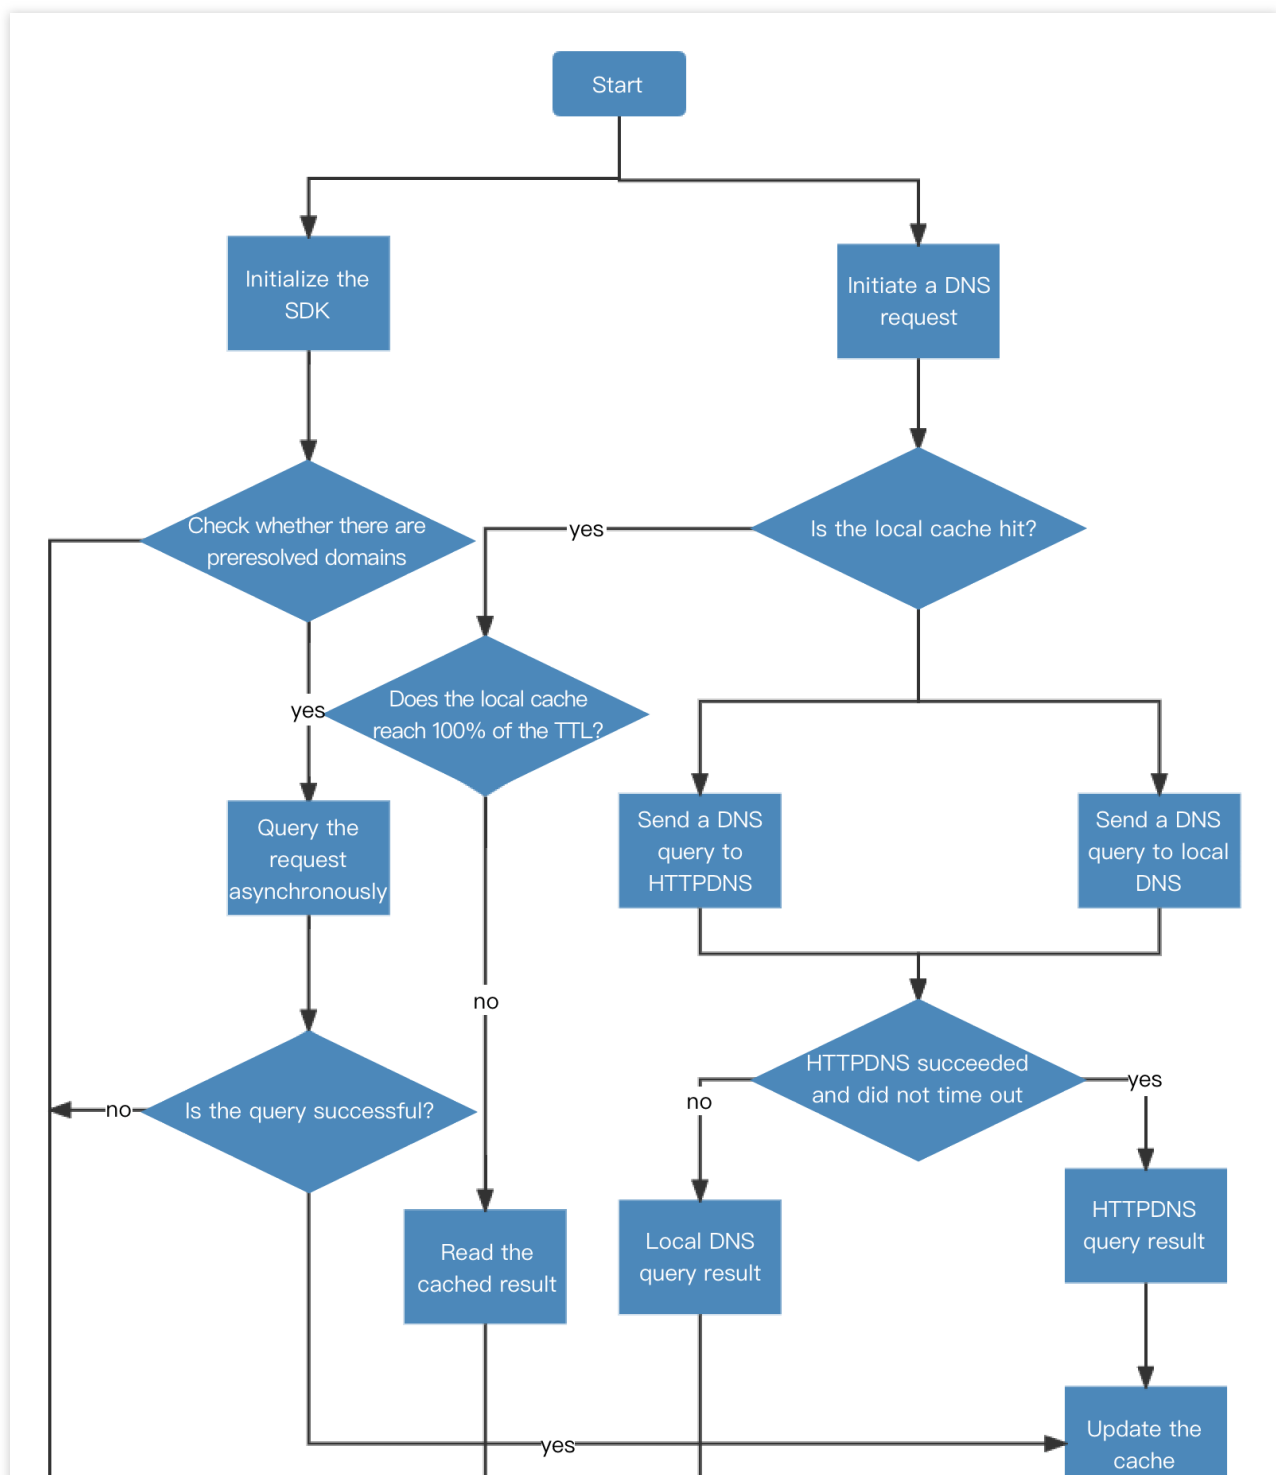 Start
Initialize the
SDK
Initiate a DNS
request
Check whether there are
preresolved domains
yes
Is the local cache hit?
yes
Does the local cache
reach 100% of the TTL?
Query the
request
asynchronously
Send a DNS
query to
HTTPDNS
Send a DNS
query to local
DNS
no
no
Is the query successful?
HTTPDNS succeeded
and did not time out
yes
no
Read the
cached result
Local DNS
query result
HTTPDNS
query result
yes
Update the
cache